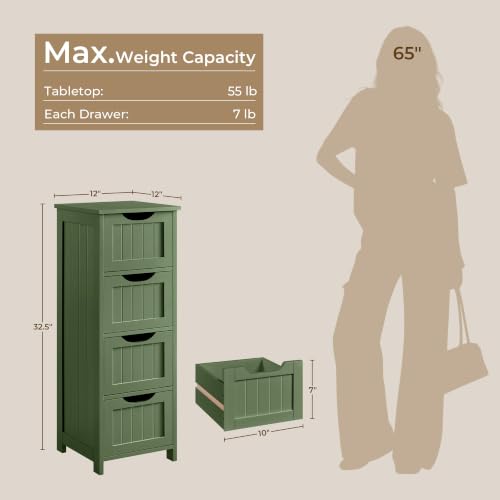 Max. Weight Capacity
Tabletop: 55 lb
Each Drawer: 7 lb
65"
12" 12"
32.5"
7"
10"